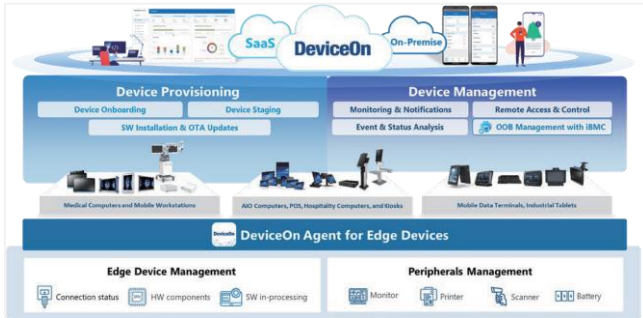 SaaS
DeviceOn
On-Premise
Device Provisioning
Device Management
Device Onboarding
Device Staging
SW Installation & OTA Updates
Monitoring & Notifications
Remote Access & Control
Event & Status Analysis
OOB Management with iBMC
Medical Computers and Mobile Workstations
AIO Computers, POS, Hospitality Computers, and Kiosks
Mobile Data Terminals, Industrial Tablets
DeviceOn
DeviceOn Agent for Edge Devices
Edge Device Management
Peripherals Management
Connection status
HW components
SW in-processing
Monitor
Printer
Scanner
Battery